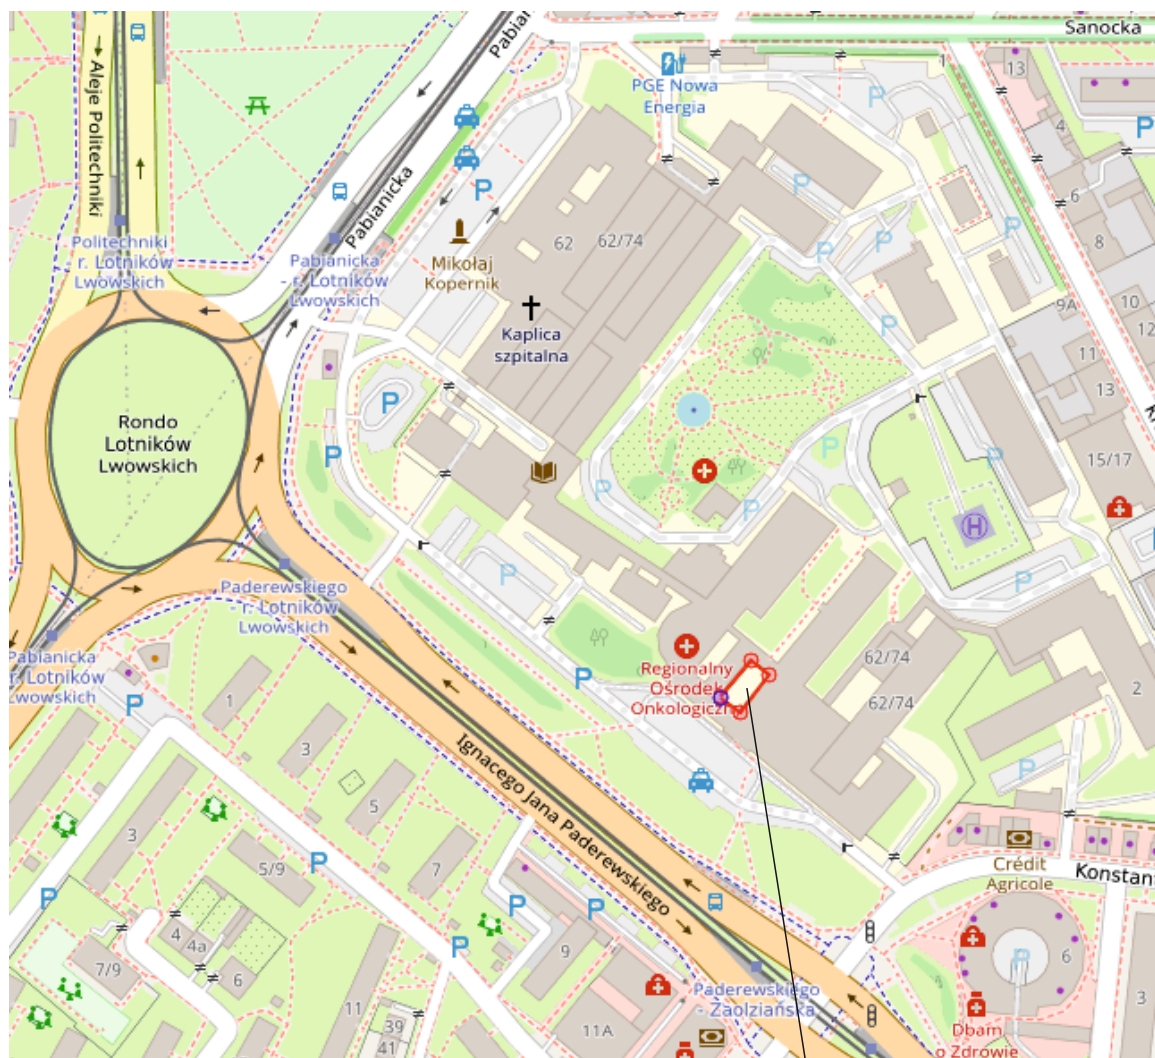 Sanocka
Pabiani
13
1
PGE Nowa
Energia
P
P
P
4
6
Aleje Politechniki
Pabianicka
P
8
Politechniki
r. Lotników
Lwowskich
Pabianicka
- r. Lotników
Lwowskich
Mikołaj
Kopernik
62
62/74
P
P
9A
10
12
11
Kaplica
szpitalna
P
13
P
Rondo
Lotników
Lwowskich
P
P
P
15/17
P
P
H
P
P
Paderewskiego
- r. Lotników
Lwowskich
Pabianicka
r. Lotników
Lwowskich
P
P
1
3
Regionalny
Ośrodek
Onkologiczn
62/74
62/74
2
P
Ignacego Jana Paderewskiego
3
5
5/9
7
P
P
Crédit
Agricole
Konstant
P
P
P
4
4a
6
7/9
9
P
6
11
39
41
11A
Paderewskiego
- Zaolziańska
3
Dbam
o Zdrowie